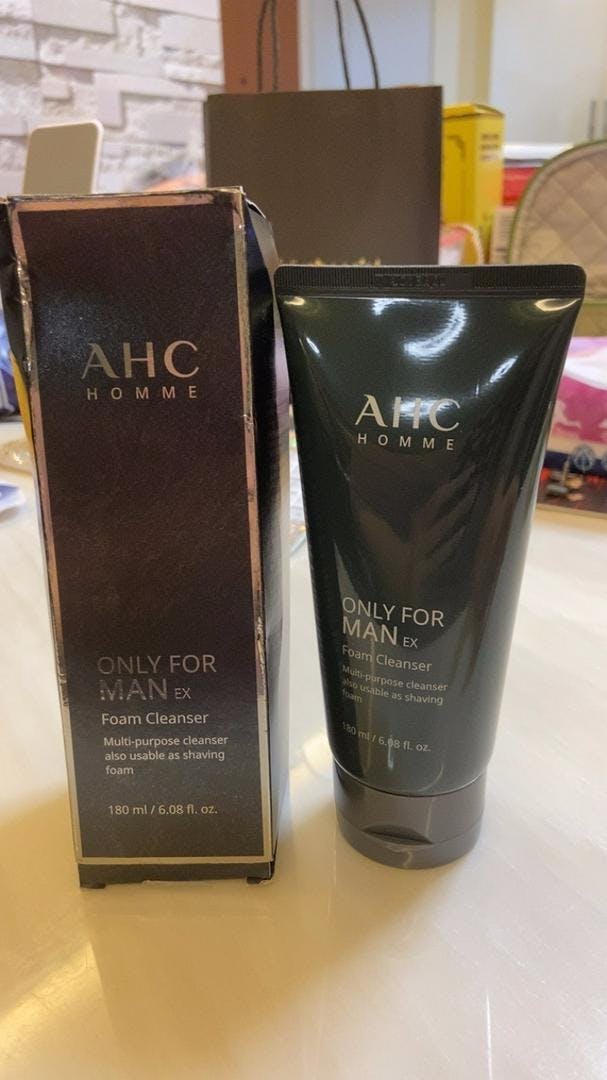 AHC
HOMME
ONLY FOR
MAN EX
Foam Cleanser
Multi-purpose cleanser
also usable as shaving
foam
180 ml / 6.08 fl. oz.
AHC
HOMME
ONLY FOR
MAN EX
Foam Cleanser
Multi-purpose cleanser
also usable as shaving
foam
180 ml / 6.08 fl. oz.